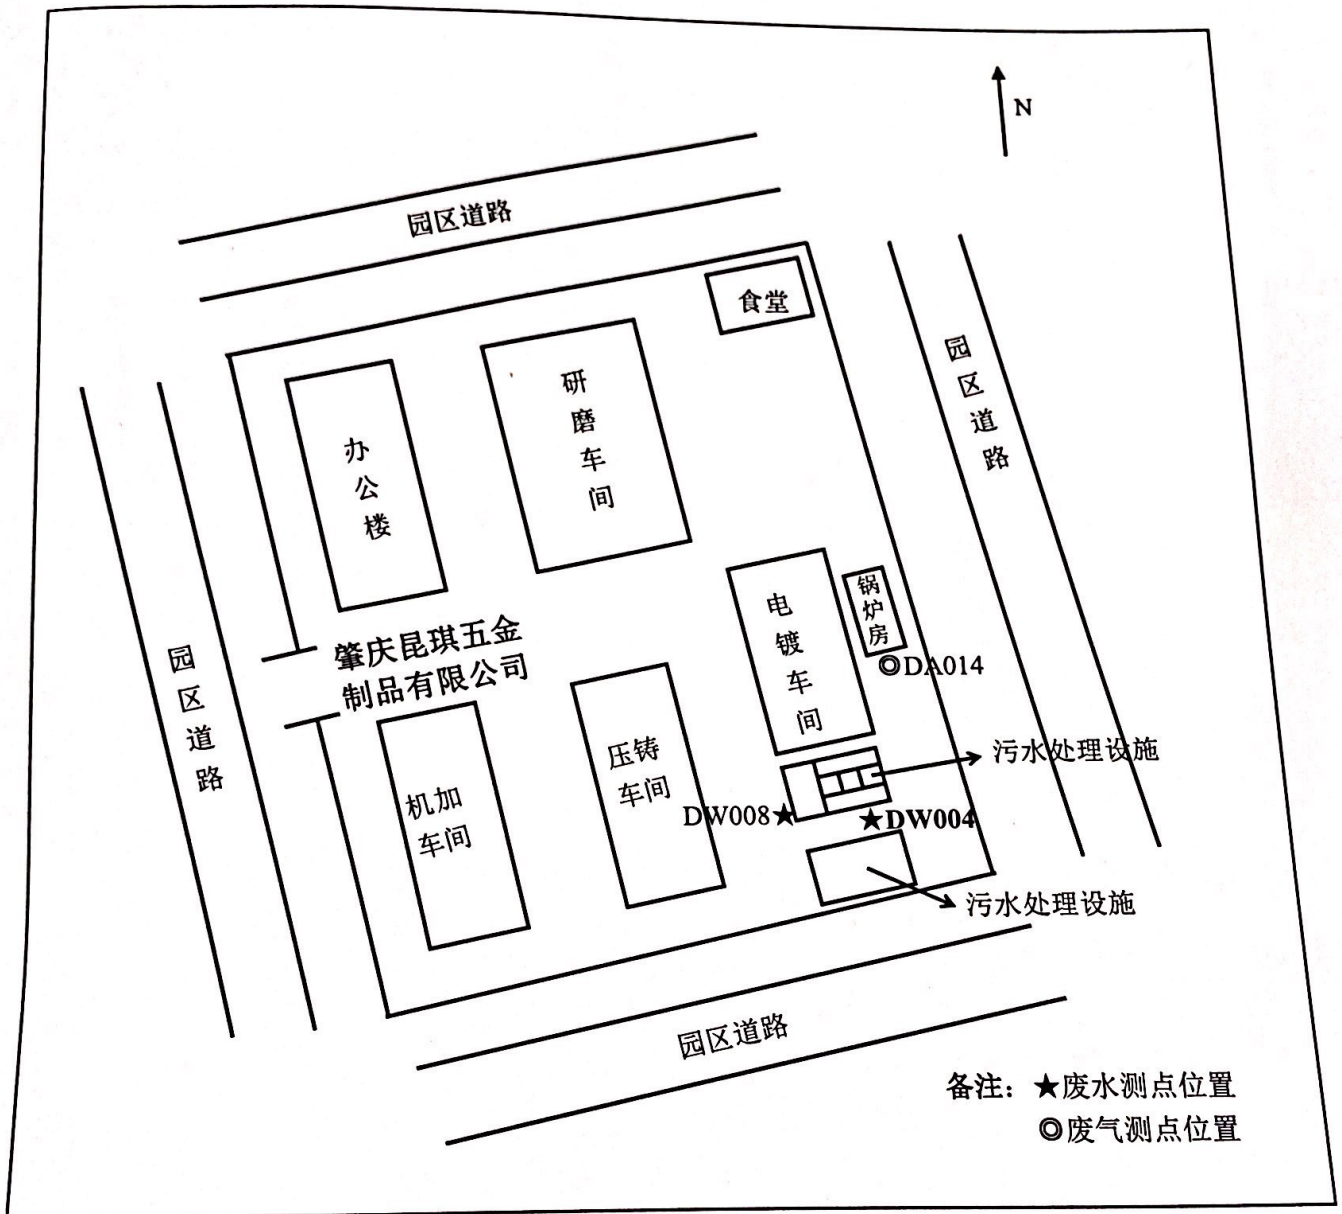 N
园区道路
食堂
园区道路
研磨车间
办公楼
锅炉房
电镀车间
◎DA014
园区道路
肇庆昆琪五金
制品有限公司
压铸
车间
机加
车间
污水处理设施
DW008★
★DW004
污水处理设施
园区道路
备注：★废水测点位置
◎废气测点位置